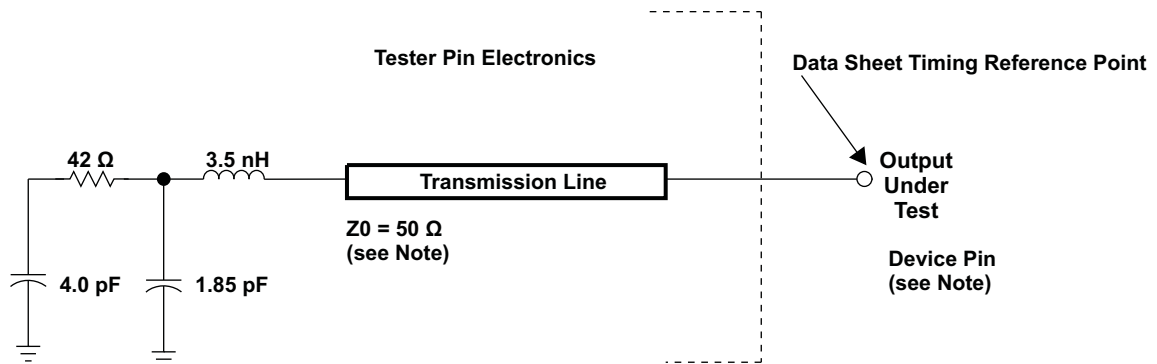 Tester Pin Electronics
Data Sheet Timing Reference Point
42 Ω
3.5 nH
Transmission Line
Output
Under
Test
Z0 = 50 Ω
(see Note)
Device Pin
(see Note)
4.0 pF
1.85 pF